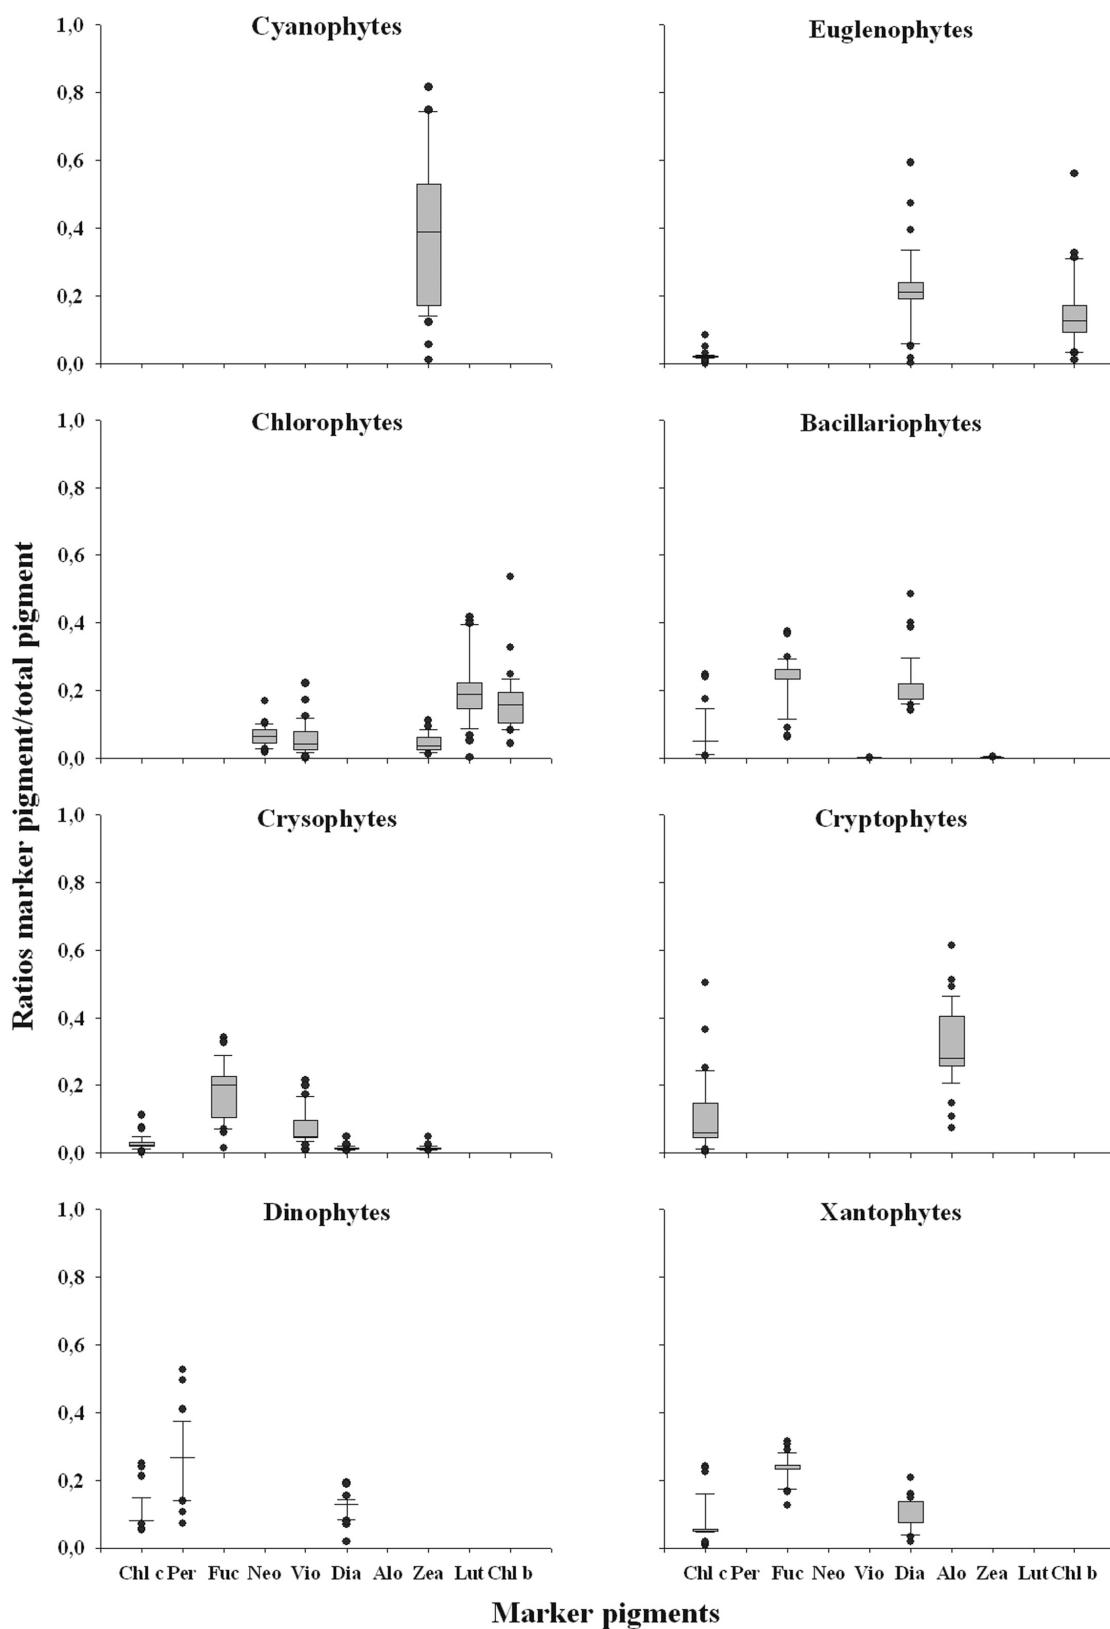 Cyanophytes
Euglenophytes
1,0
0,8
0,6
0,4
0,2
0,0
Chlorophytes
Bacillariophytes
1,0
0,8
0,6
0,4
0,2
0,0
Ratios marker pigment/total pigment
Crysophytes
Cryptophytes
1,0
0,8
0,6
0,4
0,2
0,0
Dinophytes
Xantophytes
1,0
0,8
0,6
0,4
0,2
0,0
Chl c Per Fuc Neo Vio Dia Alo Zea Lut Chl b
Chl c Per Fuc Neo Vio Dia Alo Zea Lut Chl b
Marker pigments